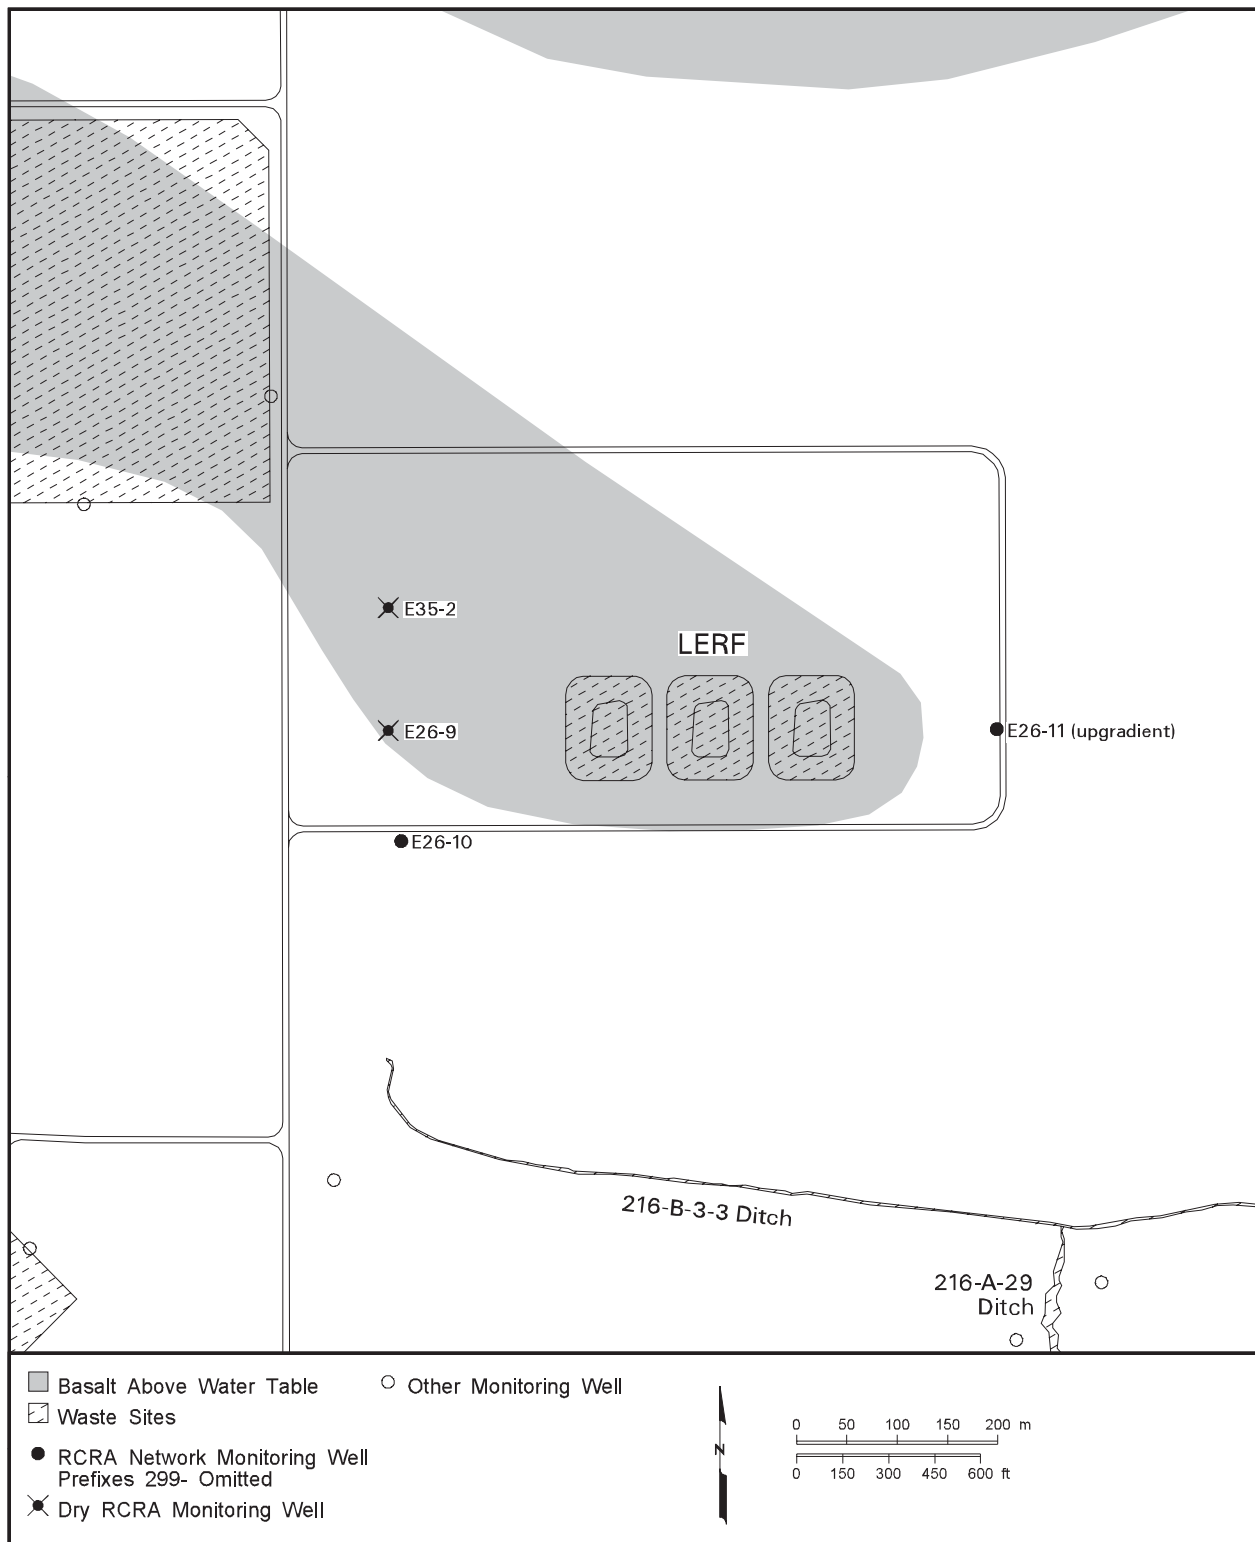 E35-2
LERF
E26-9
E26-11 (upgradient)
E26-10
216-B-3-3 Ditch
216-A-29
Ditch
Basalt Above Water Table
Other Monitoring Well
Waste Sites
RCRA Network Monitoring Well
Prefixes 299- Omitted
Dry RCRA Monitoring Well
N
0 50 100 150 200 m
0 150 300 450 600 ft